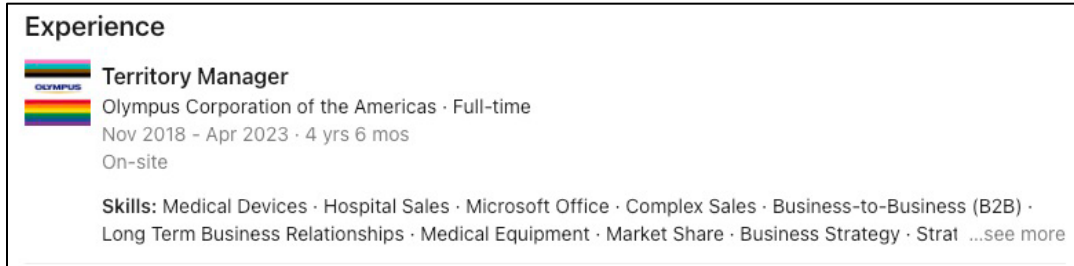 Experience
OLYMPUS
Territory Manager
Olympus Corporation of the Americas · Full-time
Nov 2018 - Apr 2023 · 4 yrs 6 mos
On-site
Skills: Medical Devices · Hospital Sales · Microsoft Office · Complex Sales · Business-to-Business (B2B) ·
Long Term Business Relationships · Medical Equipment · Market Share · Business Strategy · Strat ...see more